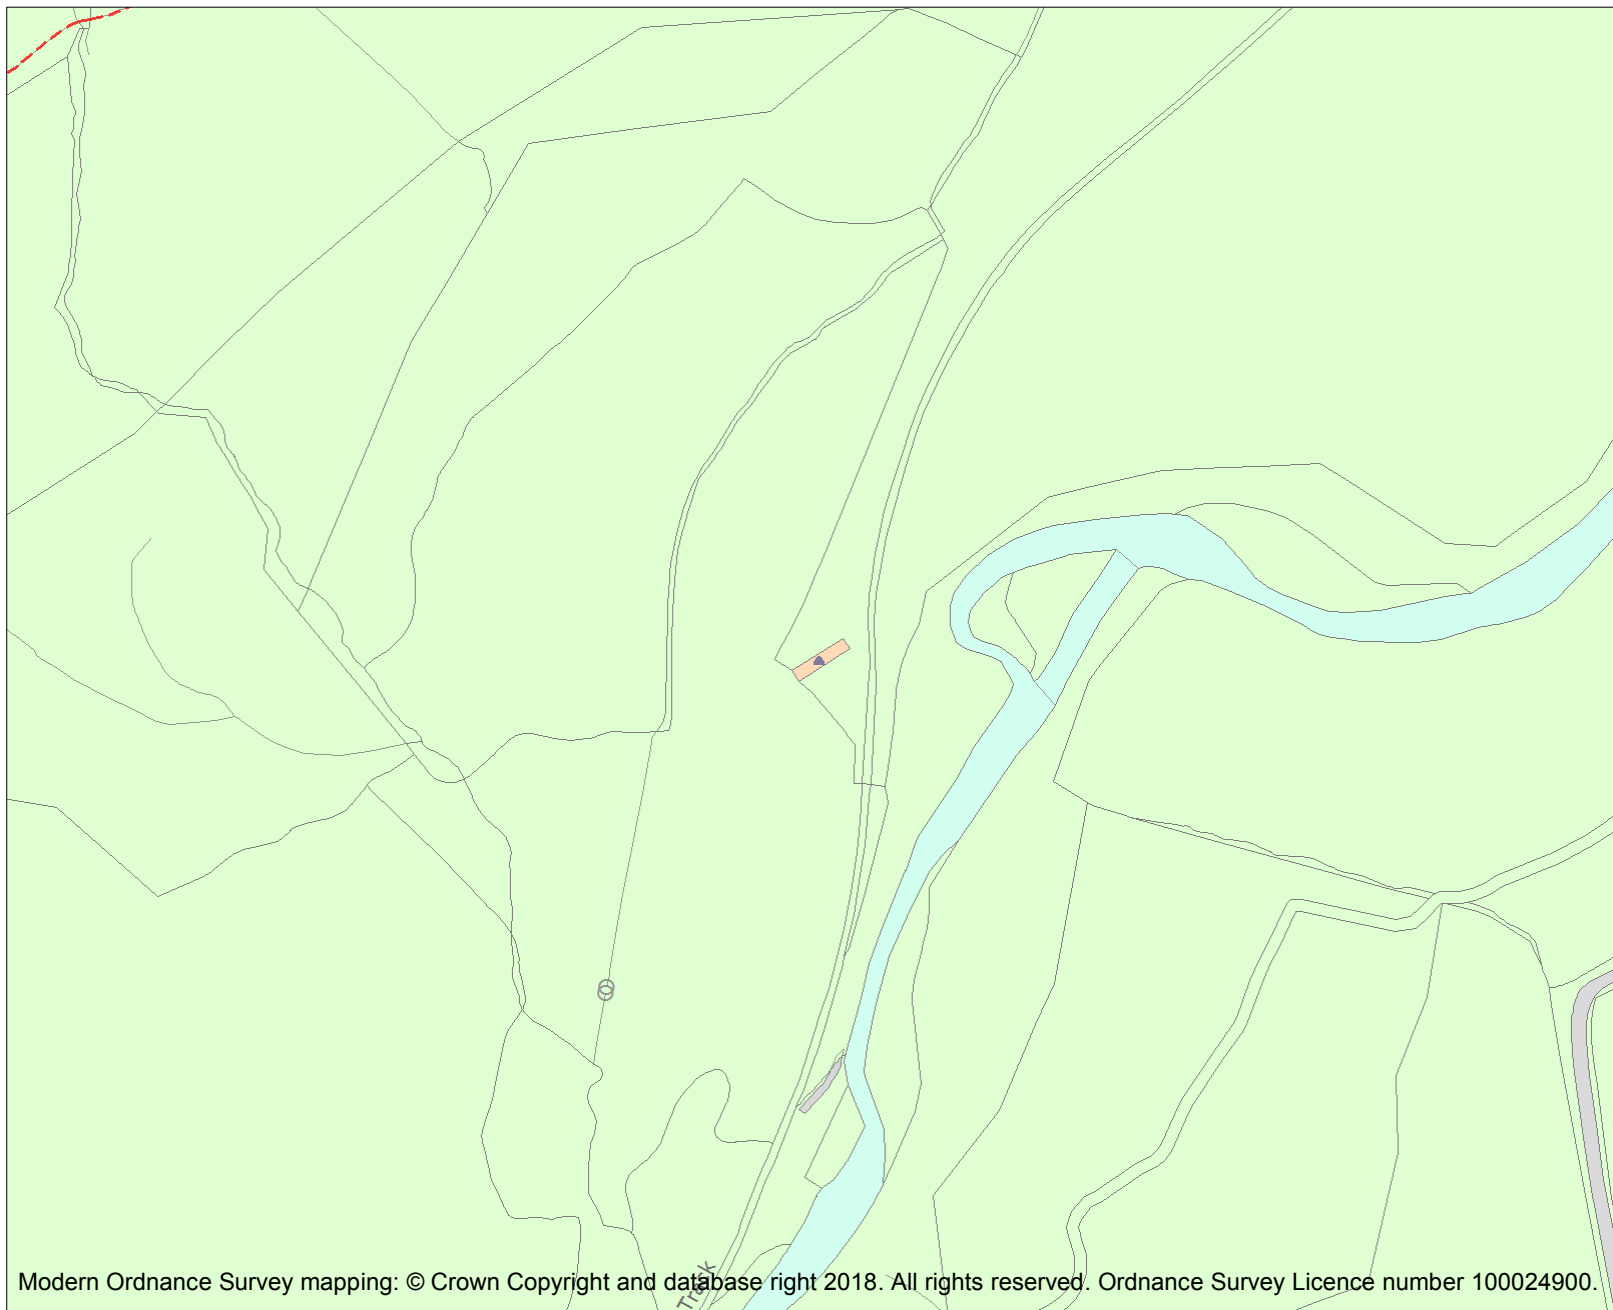 Track
Modern Ordnance Survey mapping: © Crown Copyright and database right 2018. All rights reserved. Ordnance Survey Licence number 100024900.